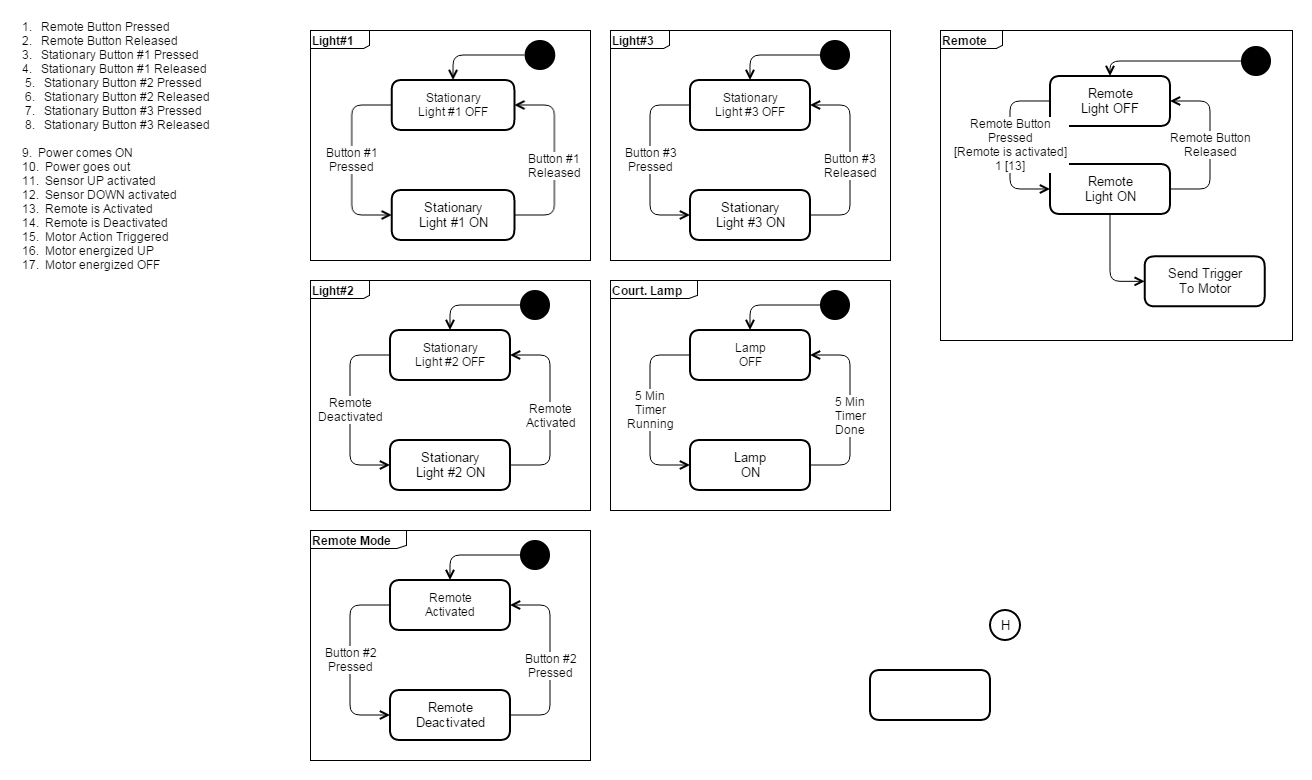 1. Remote Button Pressed
2. Remote Button Released
3. Stationary Button #1 Pressed
4. Stationary Button #1 Released
5. Stationary Button #2 Pressed
6. Stationary Button #2 Released
7. Stationary Button #3 Pressed
8. Stationary Button #3 Released
9. Power comes ON
10. Power goes out
11. Sensor UP activated
12. Sensor DOWN activated
13. Remote is Activated
14. Remote is Deactivated
15. Motor Action Triggered
16. Motor energized UP
17. Motor energized OFF
Light#1
Stationary
Light #1 OFF
Button #1
Pressed
Button #1
Released
Stationary
Light #1 ON
Light#3
Stationary
Light #3 OFF
Button #3
Pressed
Button #3
Released
Stationary
Light #3 ON
Remote
Remote
Light OFF
Remote Button
Pressed
[Remote is activated]
1 [13]
Remote Button
Released
Remote
Light ON
Send Trigger
To Motor
Light#2
Stationary
Light #2 OFF
Remote
Deactivated
Remote
Activated
Stationary
Light #2 ON
Court. Lamp
Lamp
OFF
5 Min
Timer
Running
5 Min
Timer
Done
Lamp
ON
Remote Mode
Remote
Activated
Button #2
Pressed
Button #2
Pressed
Remote
Deactivated
H